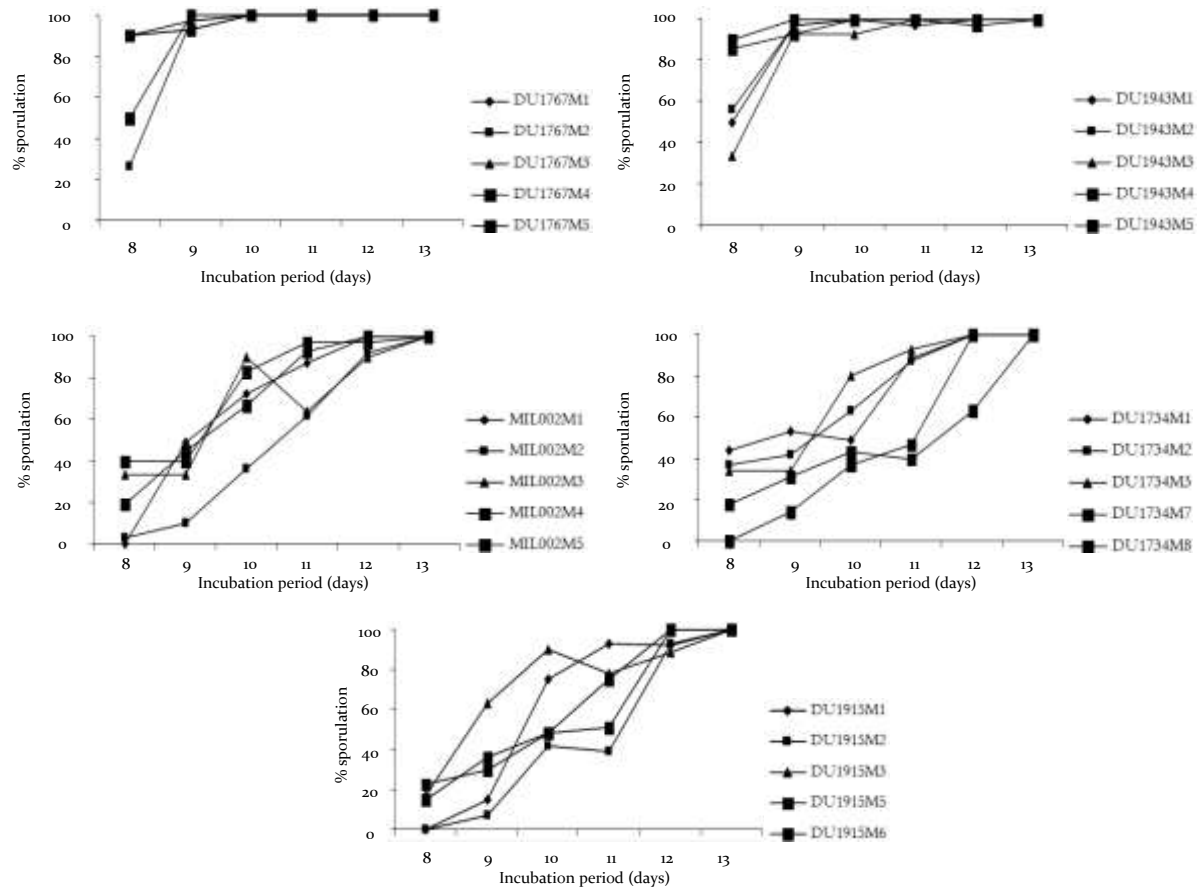 100
80
60
40
20
0
% sporulation
8 9 10 11 12 13
Incubation period (days)
DU1767M1
DU1767M2
DU1767M3
DU1767M4
DU1767M5
100
80
60
40
20
0
% sporulation
8 9 10 11 12 13
Incubation period (days)
DU1943M1
DU1943M2
DU1943M3
DU1943M4
DU1943M5
100
80
60
40
20
0
% sporulation
8 9 10 11 12 13
Incubation period (days)
MIL002M1
MIL002M2
MIL002M3
MIL002M4
MIL002M5
100
80
60
40
20
0
% sporulation
8 9 10 11 12 13
Incubation period (days)
DU1734M1
DU1734M2
DU1734M3
DU1734M7
DU1734M8
100
80
60
40
20
0
% sporulation
8 9 10 11 12 13
Incubation period (days)
DU1915M1
DU1915M2
DU1915M3
DU1915M5
DU1915M6